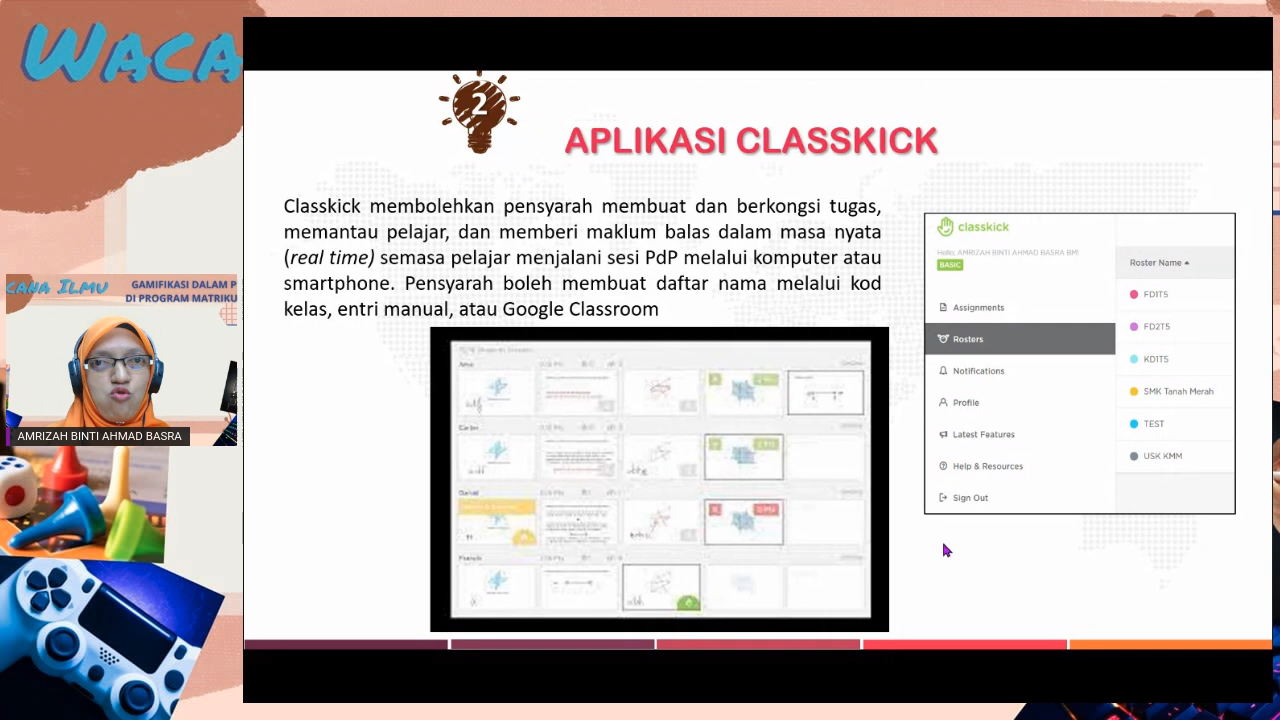 WACA
CANA ILMU
GAMIFIKASI DALAM P
DI PROGRAM MATRIKU
AMRIZAH BINTI AHMAD BASRA
2
APLIKASI CLASSKICK
Classkick membolehkan pensyarah membuat dan berkongsi tugas,
memantau pelajar, dan memberi maklum balas dalam masa nyata
(real time) semasa pelajar menjalani sesi PdP melalui komputer atau
smartphone. Pensyarah boleh membuat daftar nama melalui kod
kelas, entri manual, atau Google Classroom
classkick
Hello, AMRIZAH BINTI AHMAD BASRA BMI
BASIC
Assignments
Rosters
Notifications
Profile
Latest Features
Help & Resources
Sign Out
Roster Name
FD1T5
FD2T5
KD1T5
SMK Tanah Merah
TEST
USK KMM